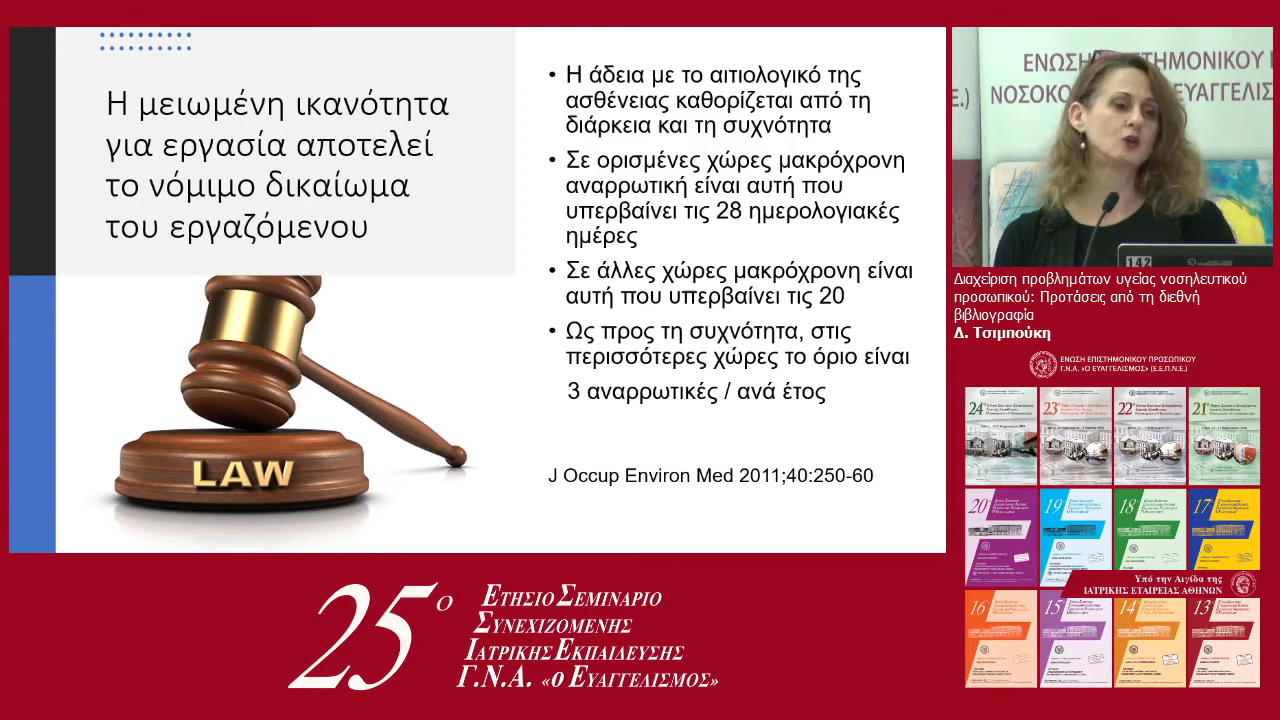 Η μειωμένη ικανότητα
για εργασία αποτελεί
το νόμιμο δικαίωμα
του εργαζόμενου
LAW
• Η άδεια με το αιτιολογικό της
ασθένειας καθορίζεται από τη
διάρκεια και τη συχνότητα
• Σε ορισμένες χώρες μακρόχρονη
αναρρωτική είναι αυτή που
υπερβαίνει τις 28 ημερολογιακές
ημέρες
• Σε άλλες χώρες μακρόχρονη είναι
αυτή που υπερβαίνει τις 20
• Ως προς τη συχνότητα, στις
περισσότερες χώρες το όριο είναι
3 αναρρωτικές / ανά έτος
J Occup Environ Med 2011;40:250-60
142
Διαχείριση προβλημάτων υγείας νοσηλευτικού
προσωπικού: Προτάσεις από τη διεθνή
βιβλιογραφία
Δ. Τσιμπούκη
ΕΝΩΣΗ ΕΠΙΣΤΗΜΟΝΙΚΟΥ ΠΡΟΣΩΠΙΚΟΥ
Γ.Ν.Α. «Ο ΕΥΑΓΓΕΛΙΣΜΟΣ» (Ε.Ε.Π.Ν.Ε.)
24 23 22 21
20 19 18 17
Υπό την Αιγίδα της
ΙΑΤΡΙΚΗΣ ΕΤΑΙΡΕΙΑΣ ΑΘΗΝΩΝ
16 15 14 13
25ο ΕΤΗΣΙΟ ΣΕΜΙΝΑΡΙΟ
ΣΥΝΕΧΙΖΟΜΕΝΗΣ
ΙΑΤΡΙΚΗΣ ΕΚΠΑΙΔΕΥΣΗΣ
Γ.Ν.Α. «Ο ΕΥΑΓΓΕΛΙΣΜΟΣ»